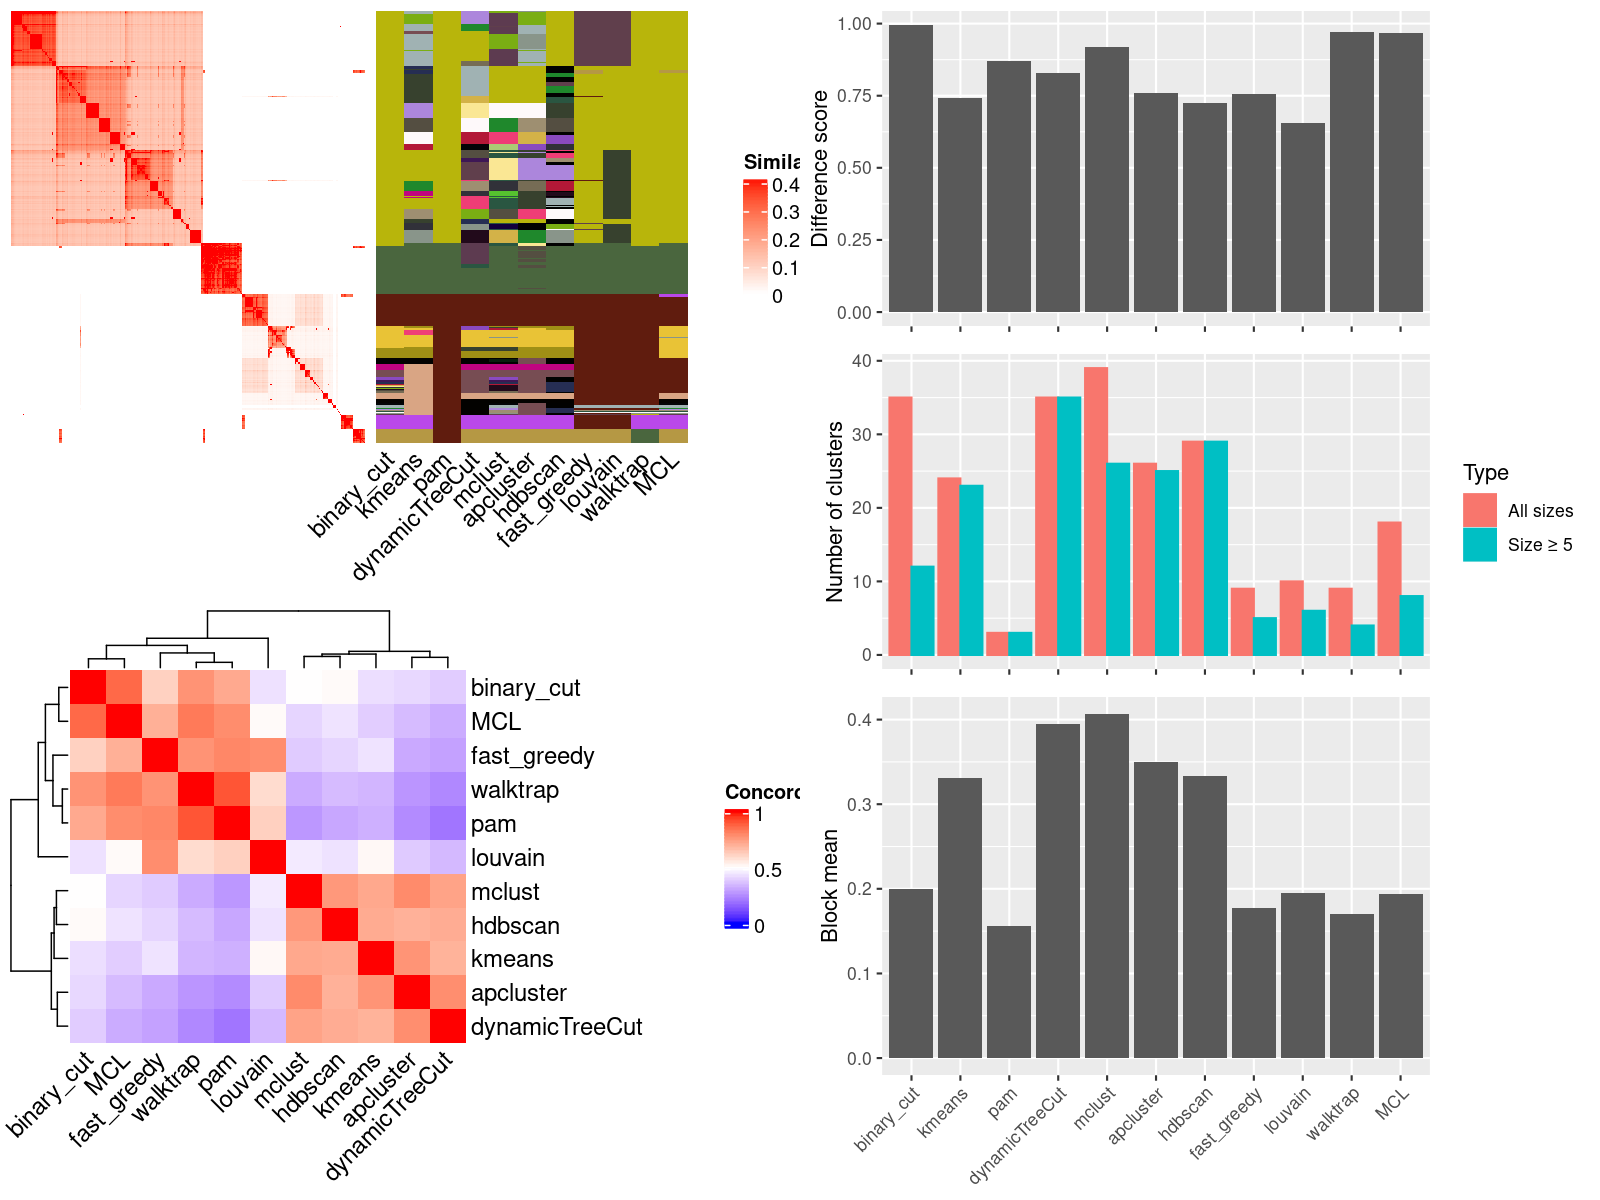 Simila
0.4
0.3
0.2
0.1
0
binary_cut
kmeans
pam
dynamicTreeCut
mclust
apcluster
hdbscan
fast_greedy
louvain
walktrap
MCL
Difference score
1.00
0.75
0.50
0.25
0.00
Number of clusters
40
30
20
10
0
Type
All sizes
Size ≥ 5
binary_cut
MCL
fast_greedy
walktrap
pam
louvain
mclust
hdbscan
kmeans
apcluster
dynamicTreeCut
binary_cut
MCL
fast_greedy
walktrap
pam
louvain
mclust
hdbscan
kmeans
apcluster
dynamicTreeCut
Concord
1
0.5
0
Block mean
0.4
0.3
0.2
0.1
0.0
binary_cut
kmeans
pam
dynamicTreeCut
mclust
apcluster
hdbscan
fast_greedy
louvain
walktrap
MCL